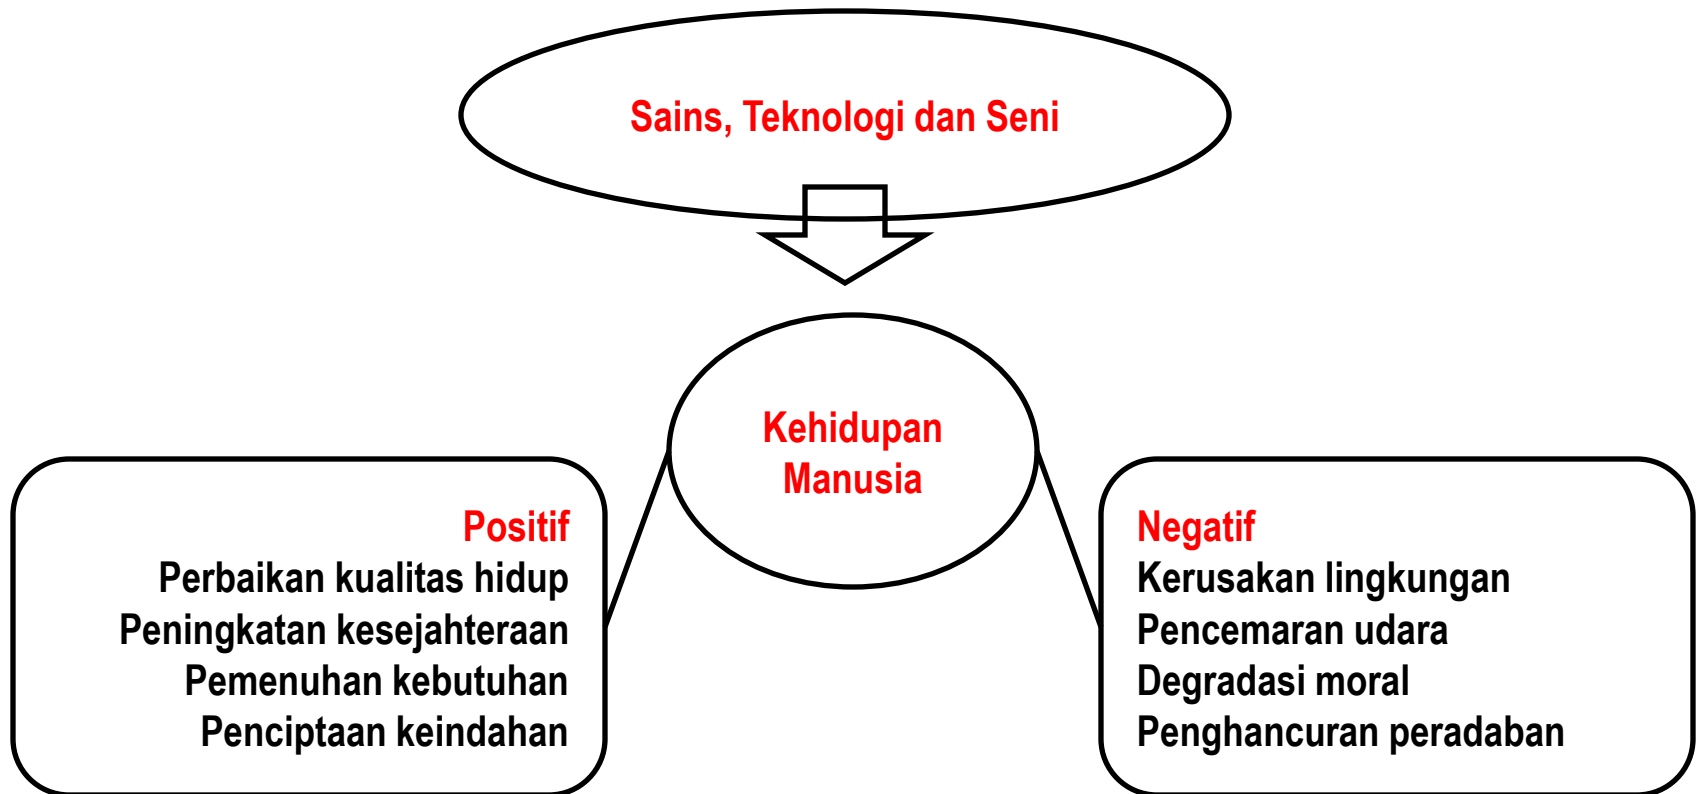 Sains, Teknologi dan Seni
Kehidupan
Manusia
Positif
Perbaikan kualitas hidup
Peningkatan kesejahteraan
Pemenuhan kebutuhan
Penciptaan keindahan
Negatif
Kerusakan lingkungan
Pencemaran udara
Degradasi moral
Penghancuran peradaban